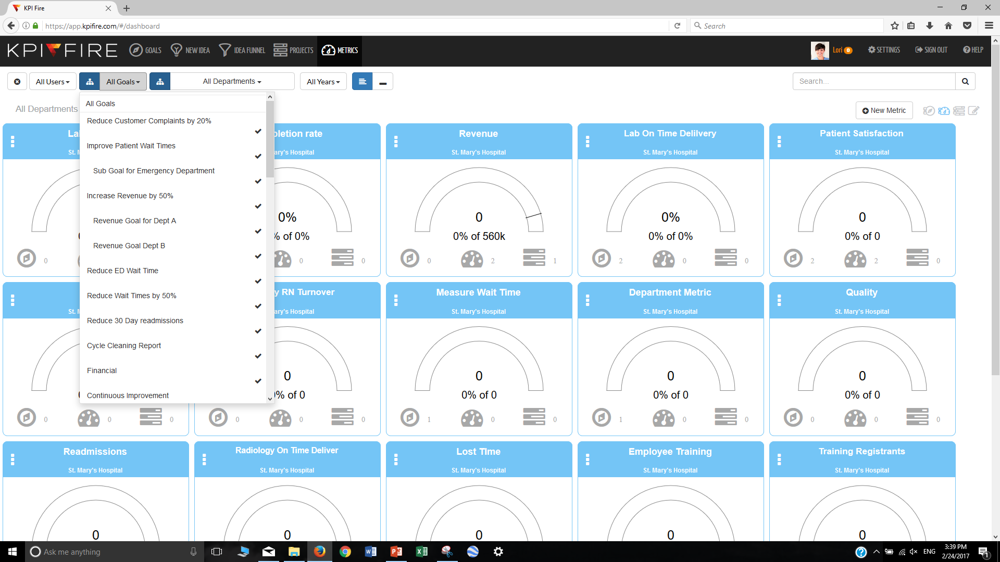 KPI Fire
https://app.kpifire.com/#/dashboard
Search
KPI FIRE
GOALS
NEW IDEA
IDEA FUNNEL
PROJECTS
METRICS
Lori 0
SETTINGS
SIGN OUT
HELP
All Users
All Goals
All Departments
All Years
Search...
All Departments
New Metric
All Goals
Reduce Customer Complaints by 20%
Improve Patient Wait Times
Sub Goal for Emergency Department
Increase Revenue by 50%
Revenue Goal for Dept A
Revenue Goal Dept B
Reduce ED Wait Time
Reduce Wait Times by 50%
Reduce 30 Day readmissions
Cycle Cleaning Report
Financial
Continuous Improvement
La
St. M
0
pletion rate
ary's Hospital
0%
% of 0%
0
0
Revenue
St. Mary's Hospital
0
0% of 560k
0
2
1
Lab On Time Delilvery
St. Mary's Hospital
0%
0% of 0%
2
0
0
Patient Satisfaction
St. Mary's Hospital
0
0% of 0
2
2
0
St. M
0
0
0
y RN Turnover
ary's Hospital
0
0% of 0
0
0
0
Measure Wait Time
St. Mary's Hospital
0
0% of 0
1
0
0
Department Metric
St. Mary's Hospital
0
0% of 0
1
0
0
Quality
St. Mary's Hospital
0
0% of 0
0
0
0
Readmissions
St. Mary's Hospital
0
Radiology On Time Deliver
St. Mary's Hospital
0
Lost TIme
St. Mary's Hospital
0
Employee Training
St. Mary's Hospital
0
Training Registrants
St. Mary's Hospital
0
Ask me anything
ENG
3:39 PM
2/24/2017
1